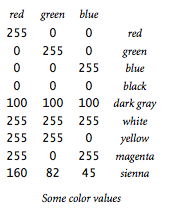 red green blue
255 0 0 red
0 255 0 green
0 0 255 blue
0 0 0 black
100 100 100 dark gray
255 255 255 white
255 255 0 yellow
255 0 255 magenta
160 82 45 sienna
Some color values